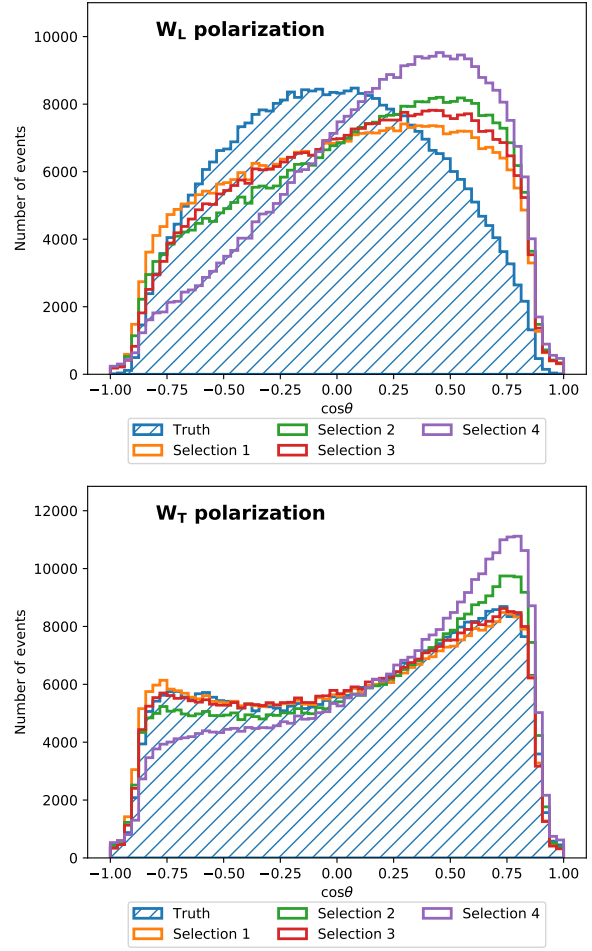 W_L polarization
10000
8000
6000
4000
2000
0
Number of events
−1.00 −0.75 −0.50 −0.25 0.00 0.25 0.50 0.75 1.00
cosθ
Truth Selection 2 Selection 4
Selection 1 Selection 3
W_T polarization
12000
10000
8000
6000
4000
2000
0
Number of events
−1.00 −0.75 −0.50 −0.25 0.00 0.25 0.50 0.75 1.00
cosθ
Truth Selection 2 Selection 4
Selection 1 Selection 3